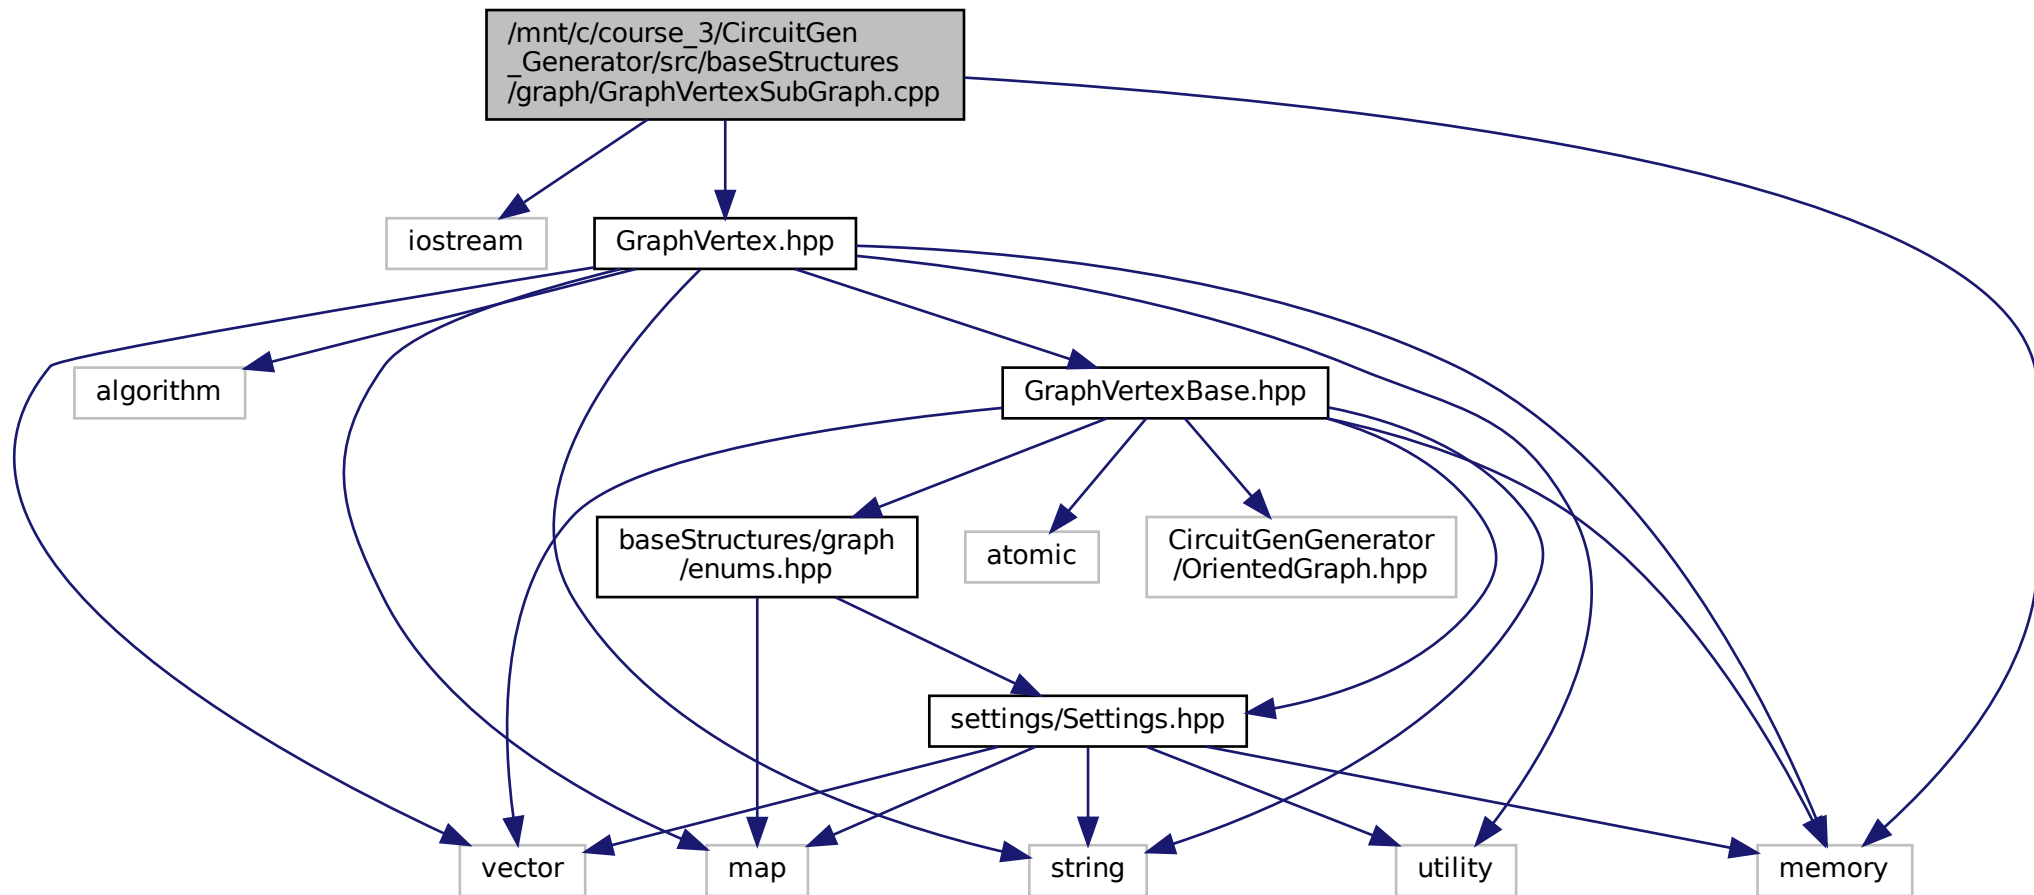 /mnt/c/course_3/CircuitGen
_Generator/src/baseStructures
/graph/GraphVertexSubGraph.cpp
iostream
GraphVertex.hpp
algorithm
GraphVertexBase.hpp
baseStructures/graph
/enums.hpp
atomic
CircuitGenGenerator
/OrientedGraph.hpp
settings/Settings.hpp
vector
map
string
utility
memory